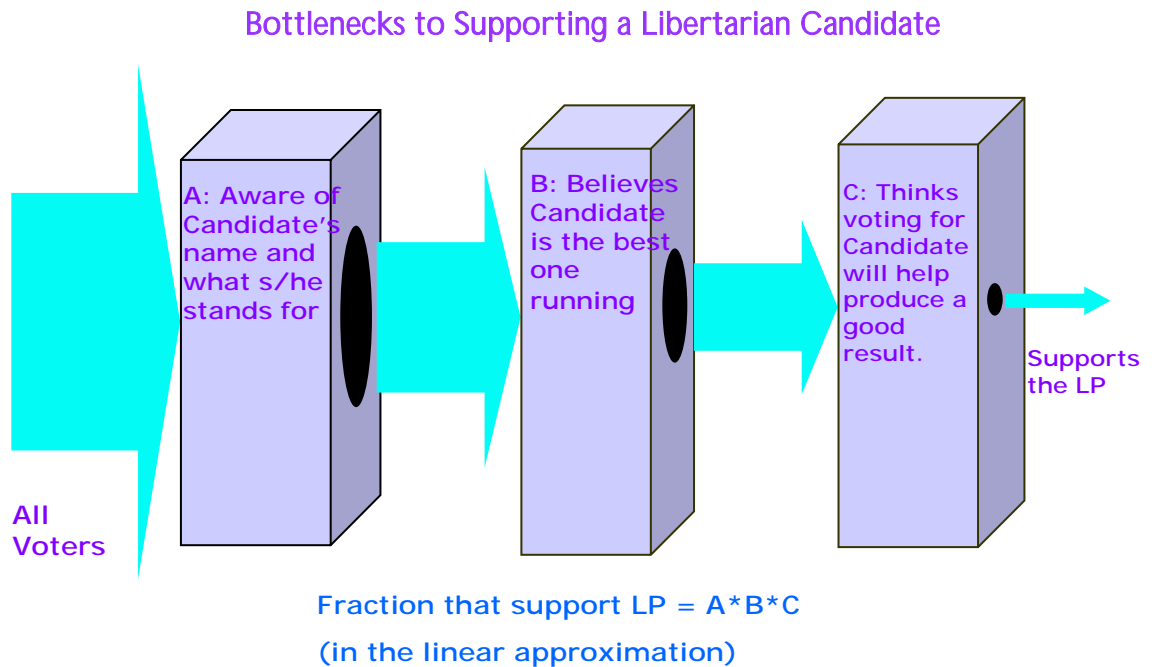 Bottlenecks to Supporting a Libertarian Candidate
A: Aware of
Candidate's
name and
what s/he
stands for
B: Believes
Candidate
is the best
one
running
C: Thinks
voting for
Candidate
will help
produce a
good
result.
Supports
the LP
All
Voters
Fraction that support LP = A*B*C
(in the linear approximation)